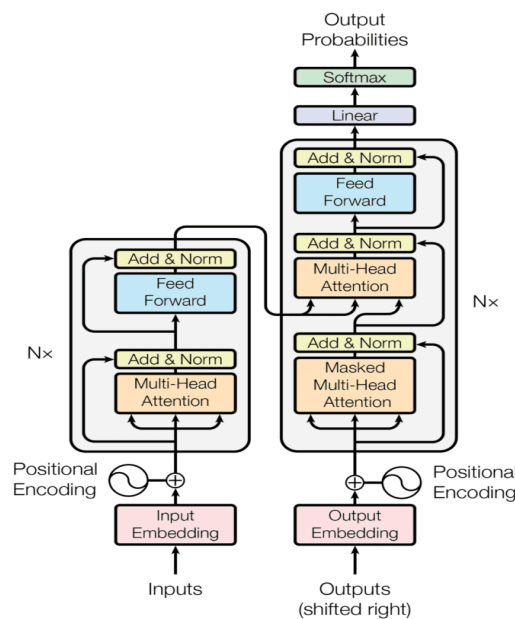 Output
Probabilities
Softmax
Linear
Add & Norm
Feed
Forward
Add & Norm
Multi-Head
Attention
Add & Norm
Masked
Multi-Head
Attention
Nx
Add & Norm
Feed
Forward
Add & Norm
Multi-Head
Attention
Nx
Positional
Encoding
Positional
Encoding
Input
Embedding
Output
Embedding
Inputs
Outputs
(shifted right)